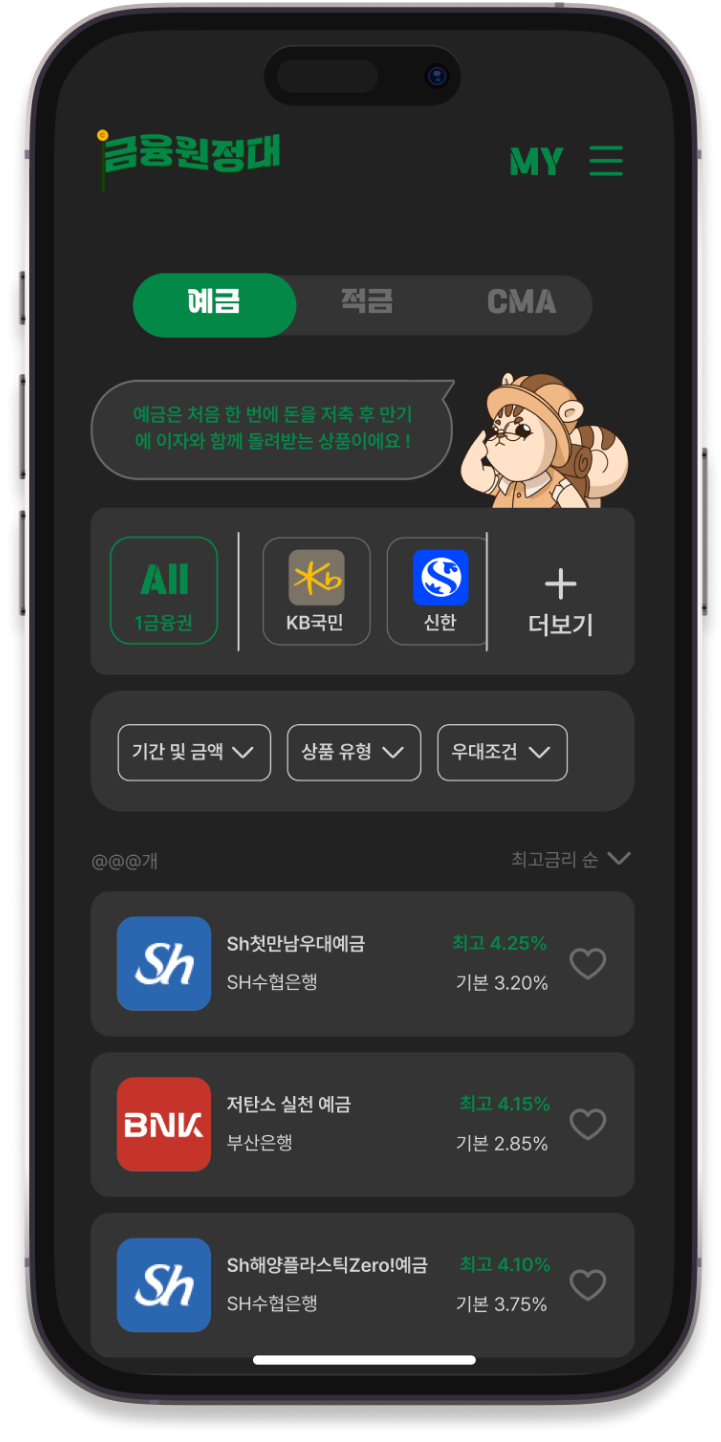 금융원정대
MY
예금 적금 CMA
예금은 처음 한 번에 돈을 저축 후 만기
에 이자와 함께 돌려받는 상품이에요 !
All
1금융권
KB국민
신한
더보기
기간 및 금액 상품 유형 우대조건
@@@개 최고금리 순
Sh
Sh첫만남우대예금 최고 4.25%
SH수협은행 기본 3.20%
BNK
저탄소 실천 예금 최고 4.15%
부산은행 기본 2.85%
Sh
Sh해양플라스틱Zero!예금 최고 4.10%
SH수협은행 기본 3.75%